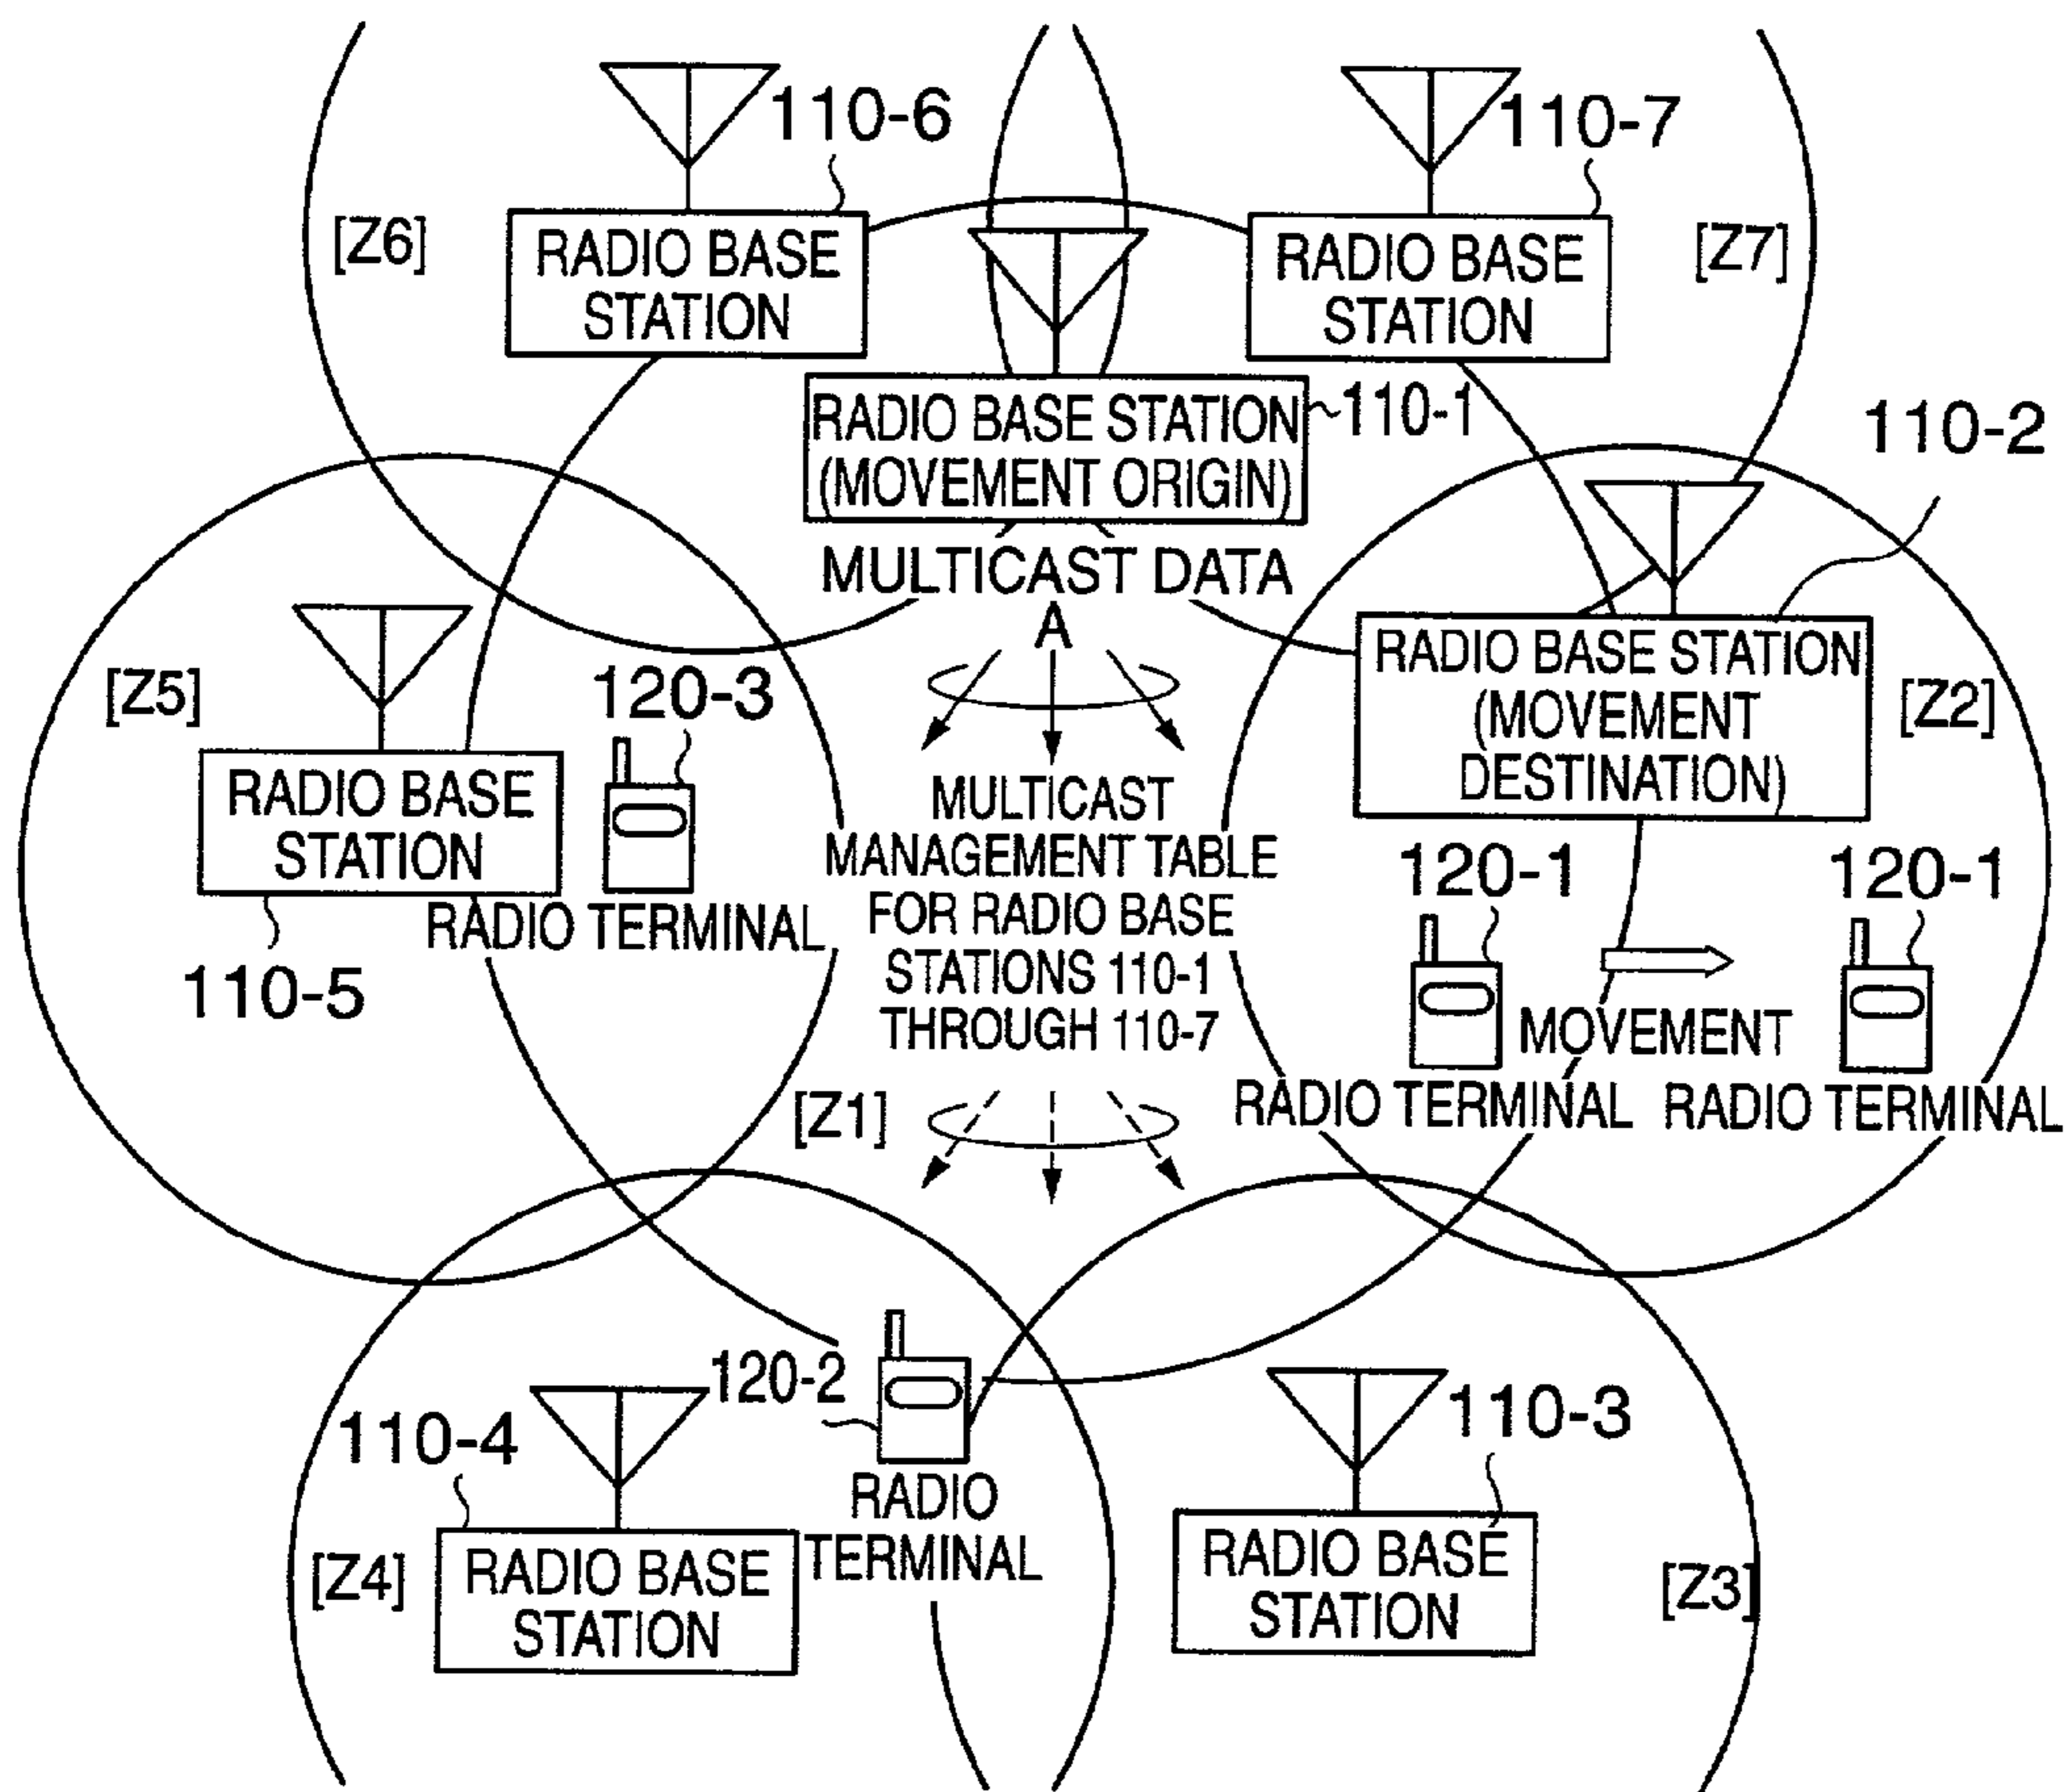 110-6
110-7
[Z6]
RADIO BASE
STATION
RADIO BASE
STATION
[Z7]
RADIO BASE STATION
(MOVEMENT ORIGIN)
110-1
110-2
MULTICAST DATA
A
[Z5]
120-3
RADIO BASE STATION
(MOVEMENT
DESTINATION)
[Z2]
RADIO BASE
STATION
RADIO TERMINAL
110-5
MULTICAST
MANAGEMENT TABLE
FOR RADIO BASE
STATIONS 110-1
THROUGH 110-7
120-1
120-1
MOVEMENT
RADIO TERMINAL
RADIO TERMINAL
[Z1]
120-2
110-4
110-3
RADIO
TERMINAL
[Z4]
RADIO BASE
STATION
RADIO BASE
STATION
[Z3]